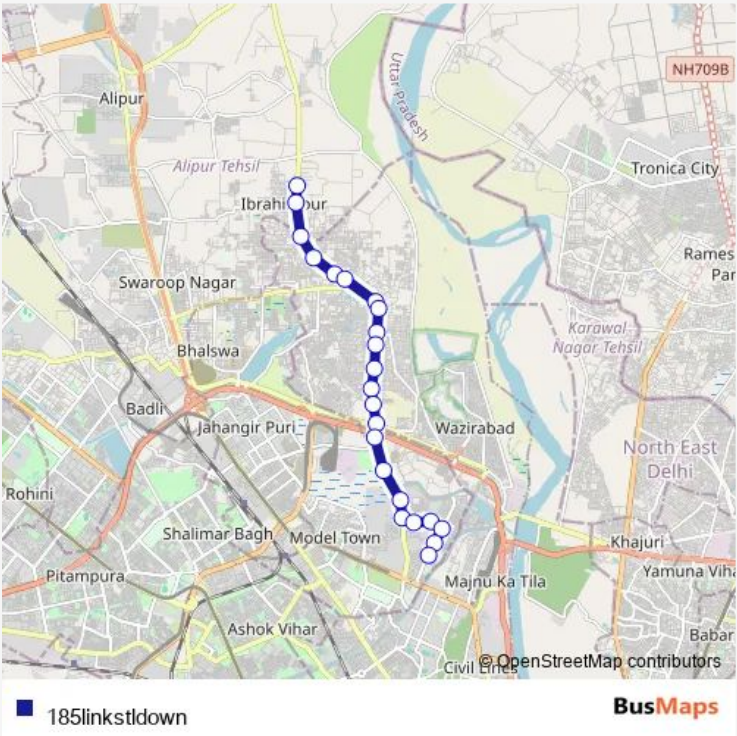 NH709B
Uttar Pradesh
Alipur
Alipur Tehsil
Tronica City
Ibrahi pur
Rames
Par
Swaroop Nagar
Karawal
Nagar Tehsil
Bhalswa
Badli
Jahangir Puri
Wazirabad
North East
Delhi
Rohini
Shalimar Bagh
Model Town
Khajuri
Pitampura
Majnu Ka Tila
Yamuna Viha
Ashok Vihar
Babar
Civil Lines
© OpenStreetMap contributors
185linkstldown
BusMaps